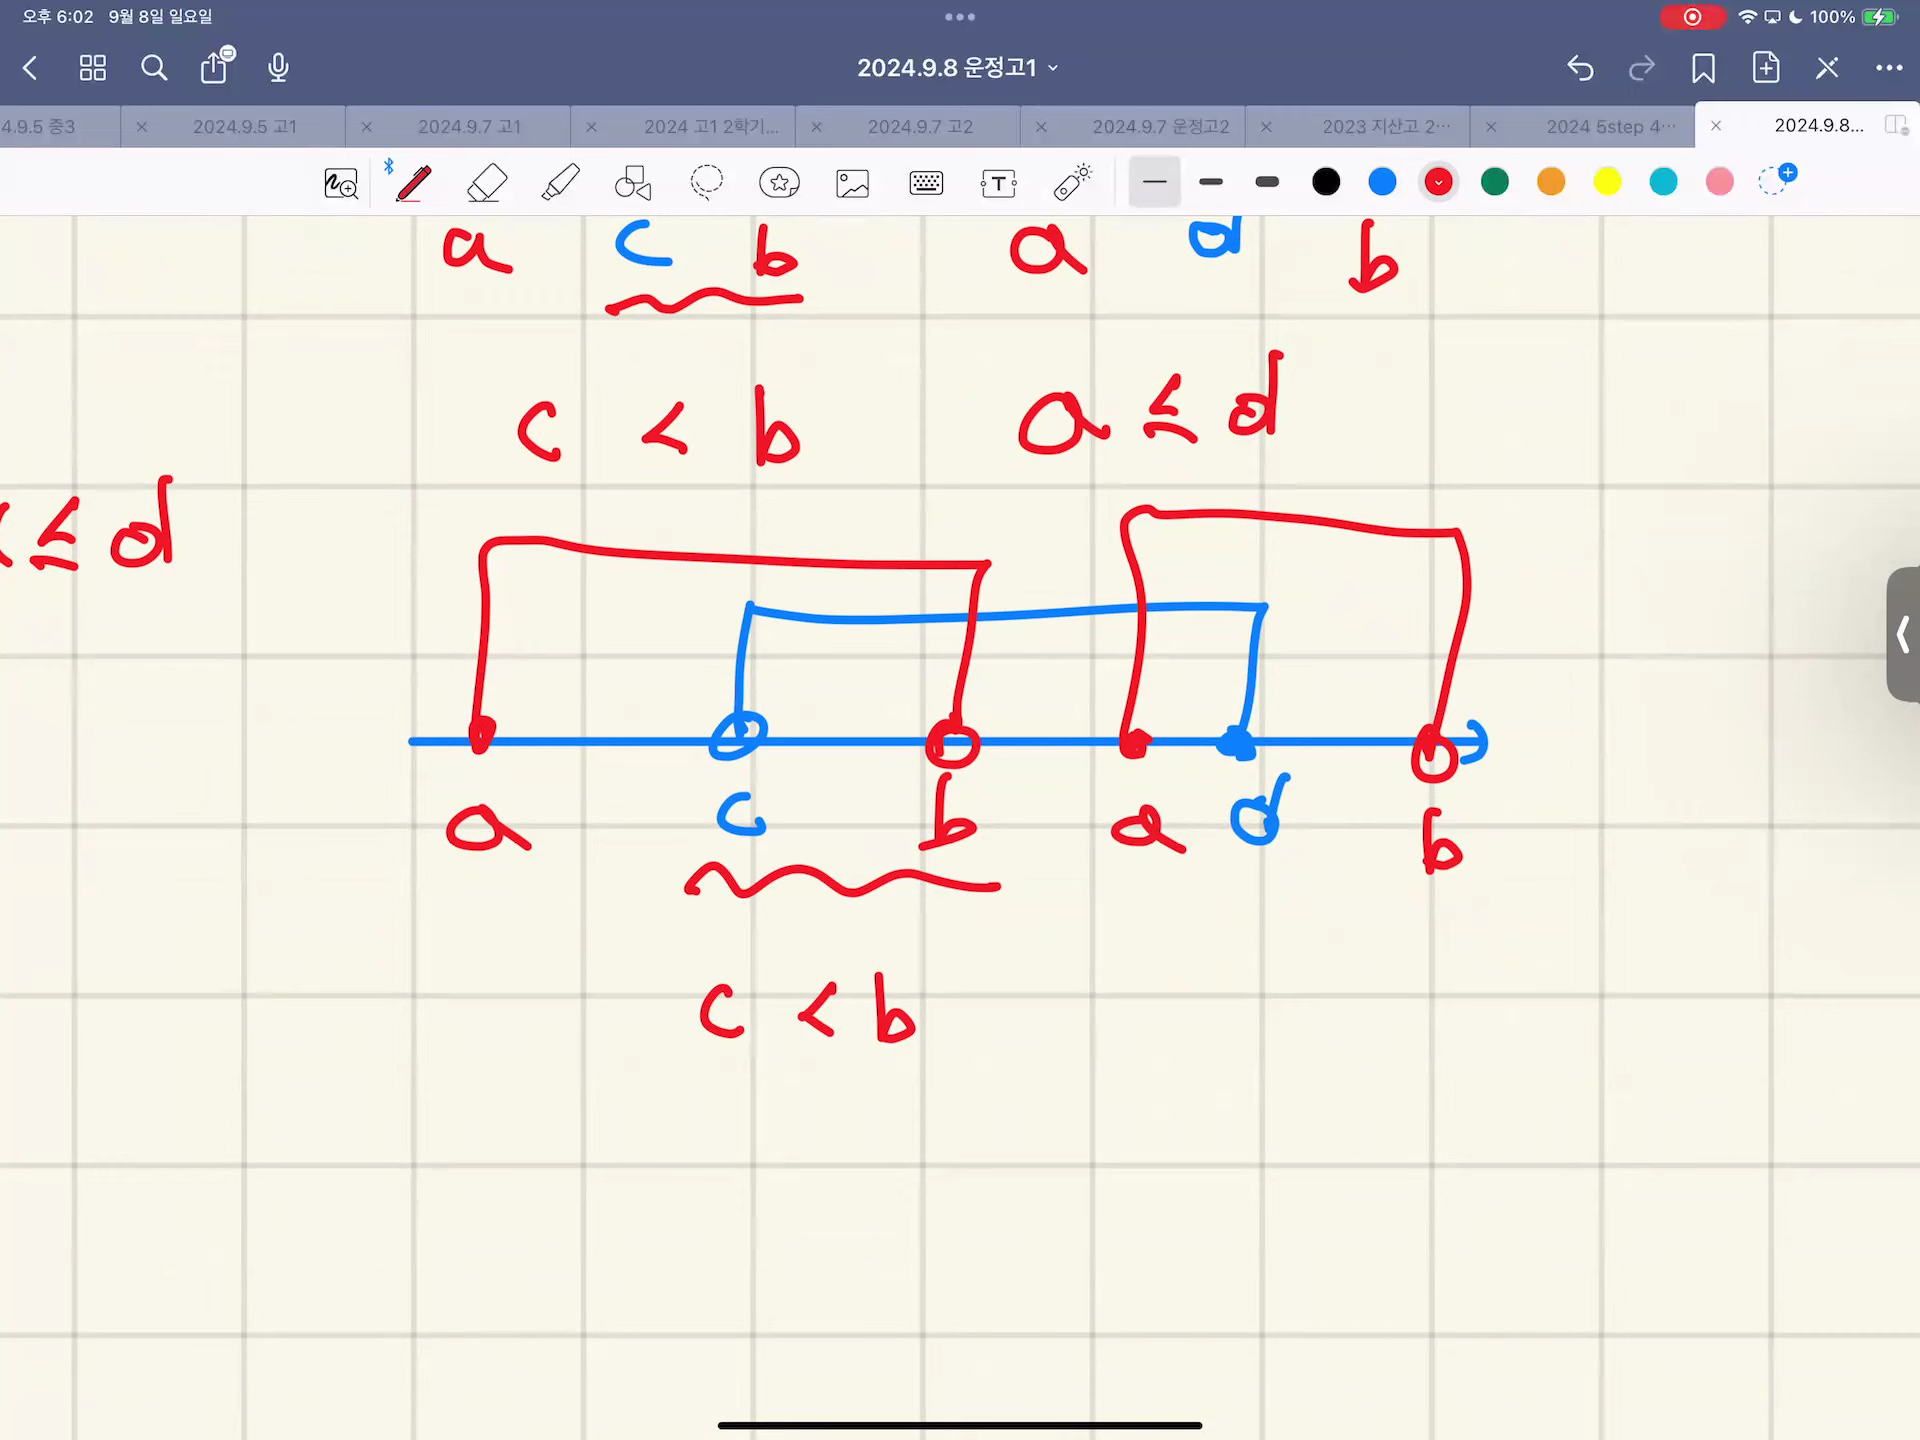 오후 6:02 9월 8일 일요일
100%
2024.9.8 운정고1
4.9.5 중3
2024.9.5 고1
2024.9.7 고1
2024 고1 2학기...
2024.9.7 고2
2024.9.7 운정고2
2023 지산고 2...
2024 5step 4...
2024.9.8...
a c b a d b
c < b a ≤ d
≤ d
a c b a d b
c < b